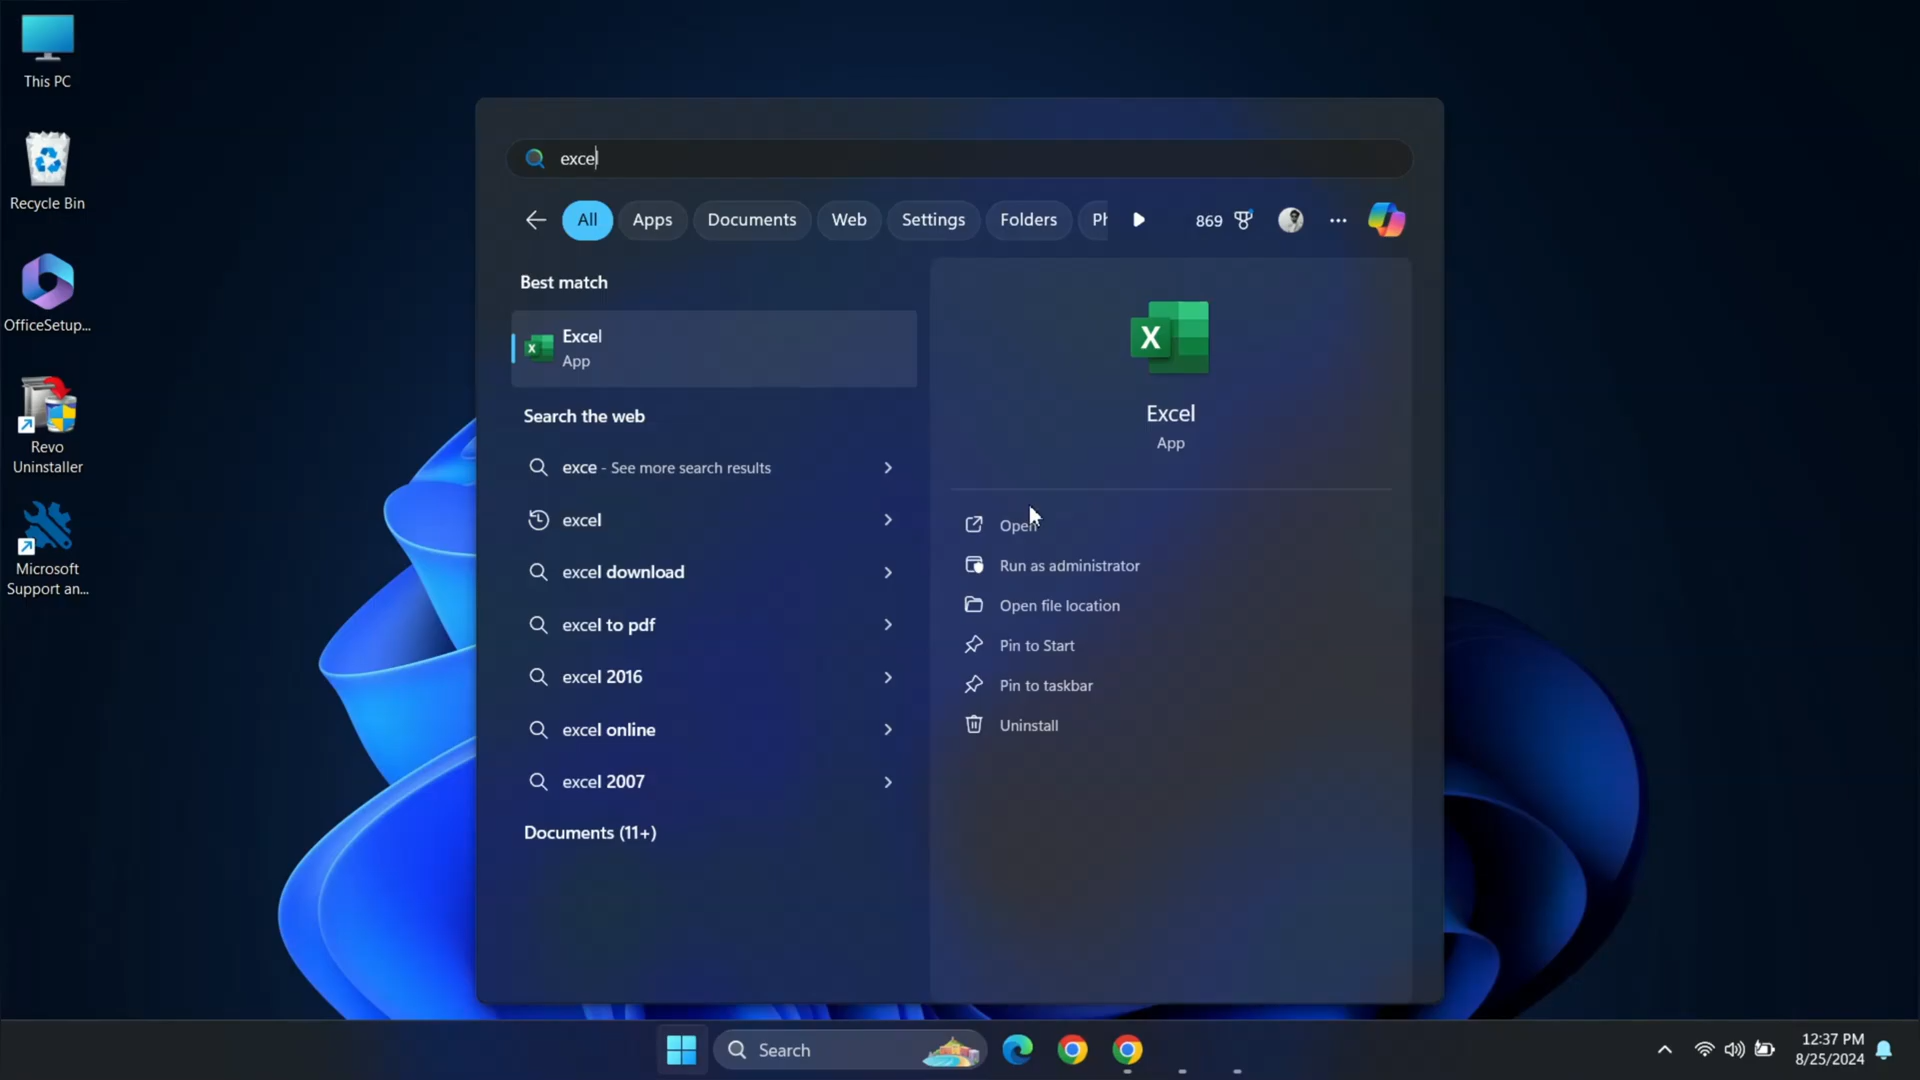 This PC
Recycle Bin
OfficeSetup...
Revo
Uninstaller
Microsoft
Support an...
excel
All
Apps
Documents
Web
Settings
Folders
Ph
869
Best match
Excel
App
Search the web
exce - See more search results
excel
excel download
excel to pdf
excel 2016
excel online
excel 2007
Documents (11+)
X
Excel
App
Open
Run as administrator
Open file location
Pin to Start
Pin to taskbar
Uninstall
Search
12:37 PM
8/25/2024